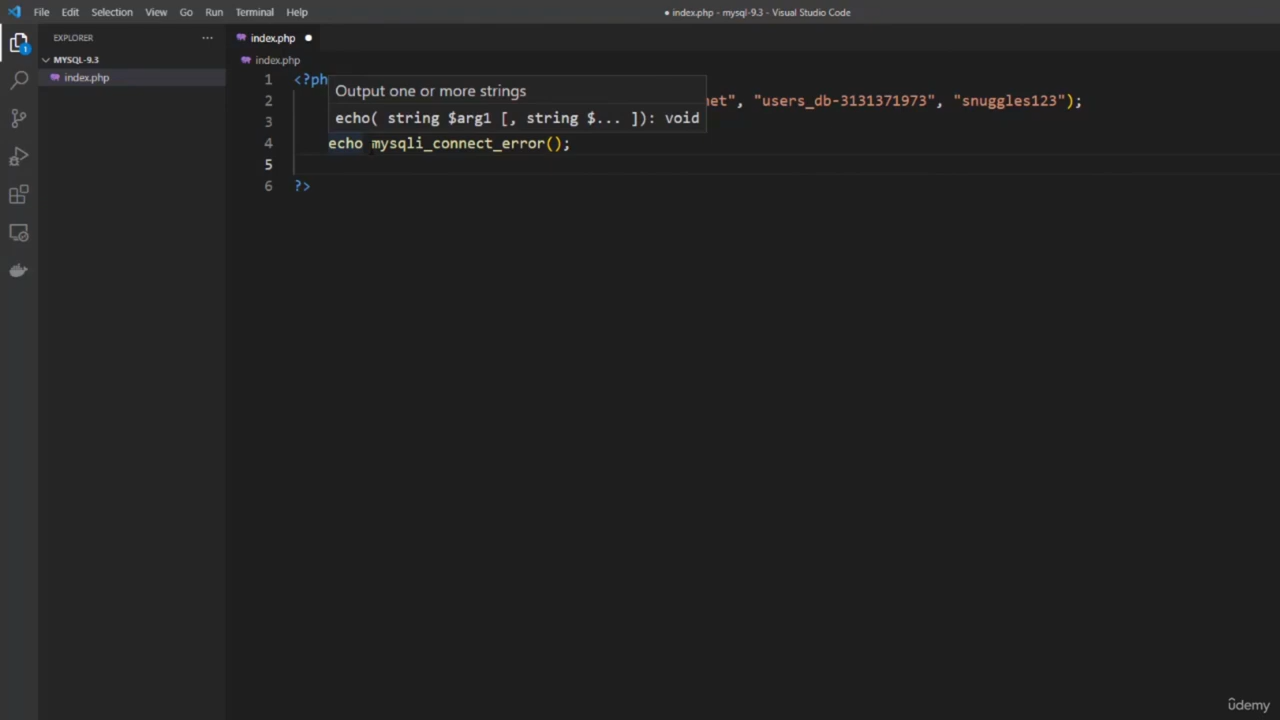 File Edit Selection View Go Run Terminal Help
● index.php - mysql-9.3 - Visual Studio Code
EXPLORER ...
index.php ●
1
MYSQL-9.3
index.php
index.php
1 <?ph
Output one or more strings
2 net", "users_db-3131371973", "snuggles123");
echo( string $arg1 [, string $... ]): void
3
4 echo mysqli_connect_error();
5
6 ?>
ûdemy